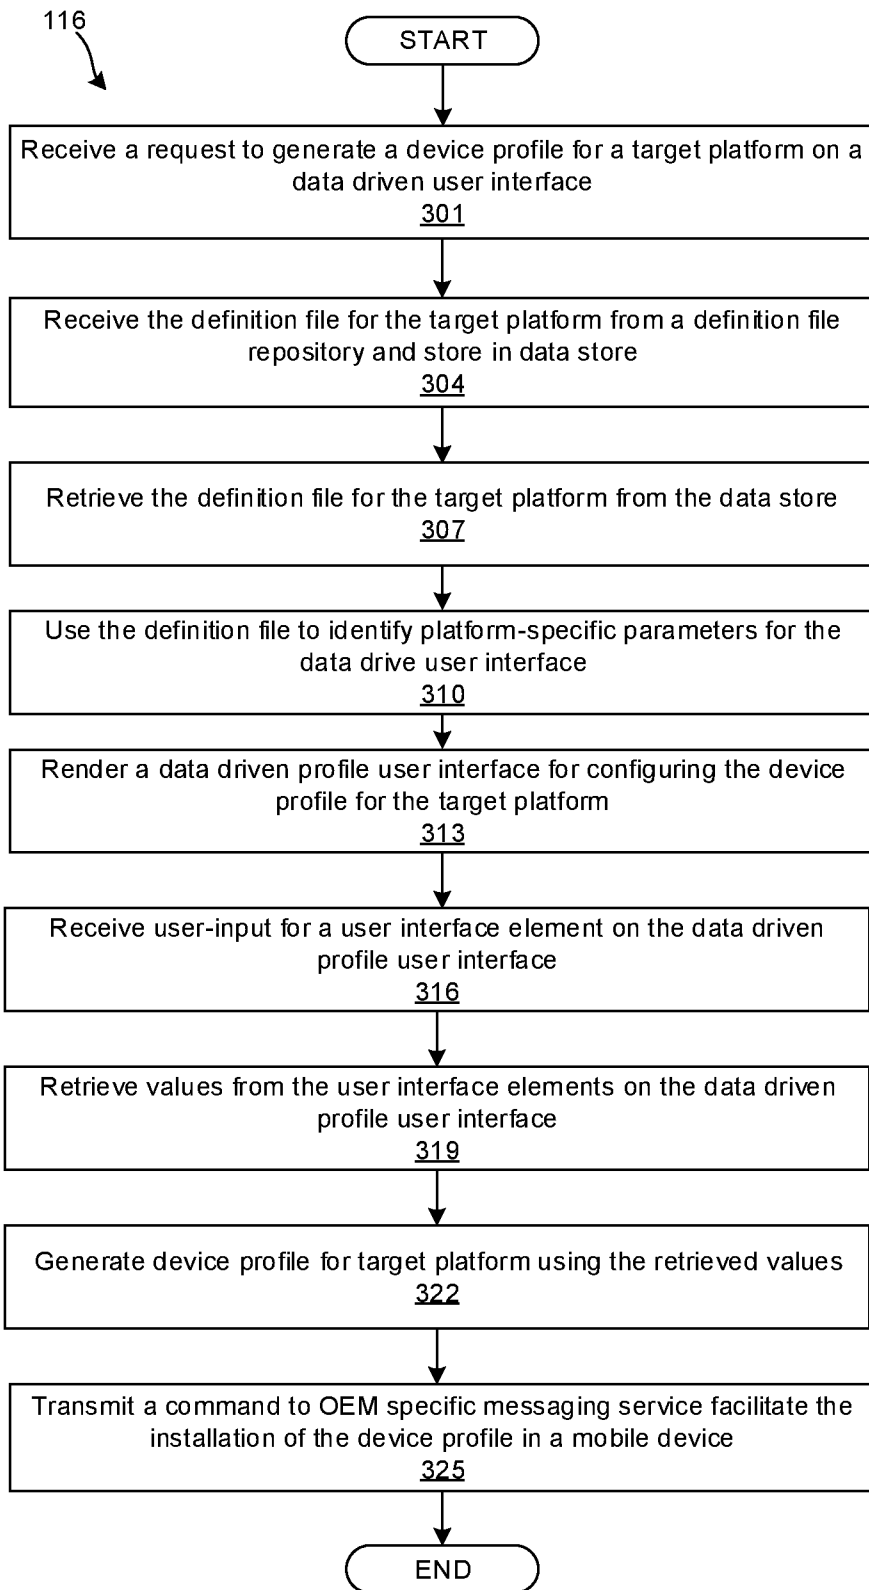 116
START
Receive a request to generate a device profile for a target platform on a
data driven user interface
301
Receive the definition file for the target platform from a definition file
repository and store in data store
304
Retrieve the definition file for the target platform from the data store
307
Use the definition file to identify platform-specific parameters for the
data drive user interface
310
Render a data driven profile user interface for configuring the device
profile for the target platform
313
Receive user-input for a user interface element on the data driven
profile user interface
316
Retrieve values from the user interface elements on the data driven
profile user interface
319
Generate device profile for target platform using the retrieved values
322
Transmit a command to OEM specific messaging service facilitate the
installation of the device profile in a mobile device
325
END